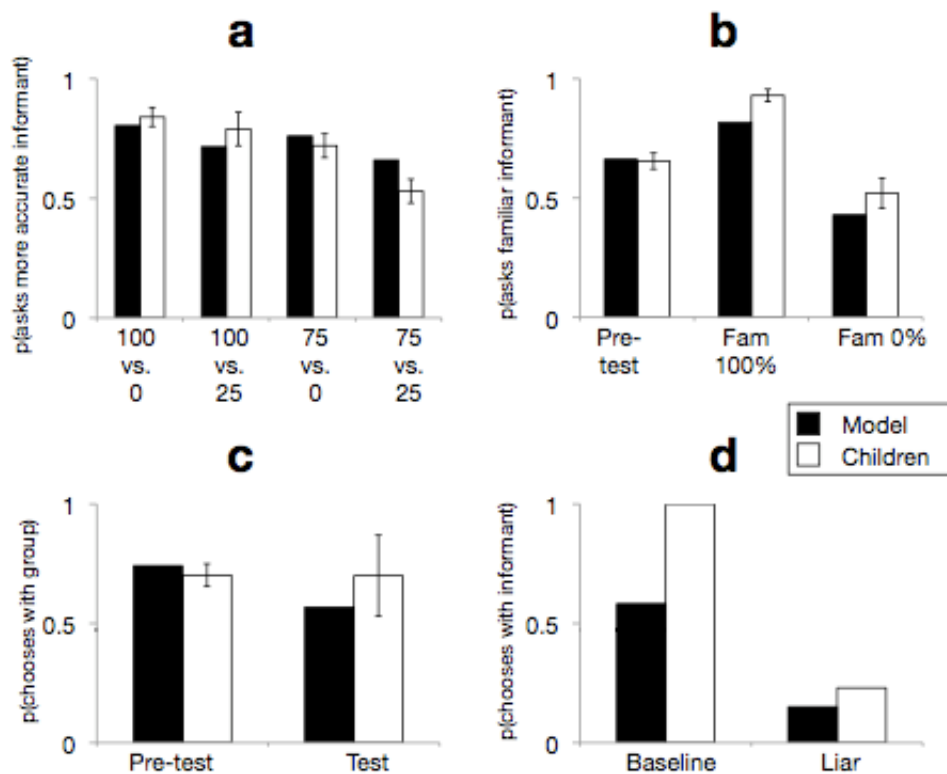 a
p(asks more accurate informant)
1
0.5
0
100 vs. 0
100 vs. 25
75 vs. 0
75 vs. 25
b
p(asks familiar informant)
1
0.5
0
Pre-test
Fam 100%
Fam 0%
Model
Children
c
p(chooses with group)
1
0.5
0
Pre-test
Test
d
p(chooses with informant)
1
0.5
0
Baseline
Liar